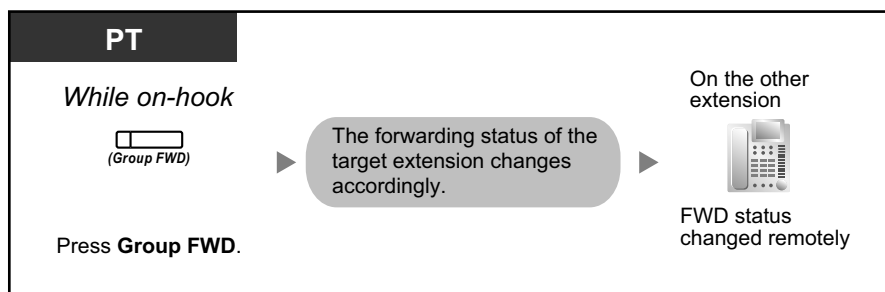 PT
While on-hook
(Group FWD)
Press Group FWD.
The forwarding status of the
target extension changes
accordingly.
On the other
extension
FWD status
changed remotely